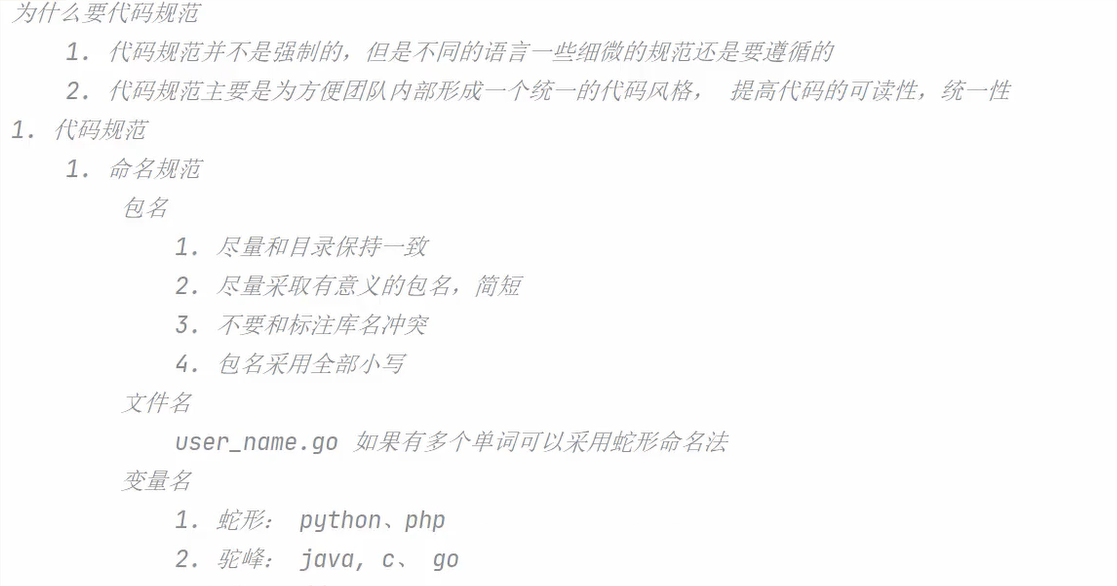 为什么要代码规范
1. 代码规范并不是强制的，但是不同的语言一些细微的规范还是要遵循的
2. 代码规范主要是为方便团队内部形成一个统一的代码风格， 提高代码的可读性，统一性
1. 代码规范
1. 命名规范
包名
1. 尽量和目录保持一致
2. 尽量采取有意义的包名，简短
3. 不要和标注库名冲突
4. 包名采用全部小写
文件名
user_name.go 如果有多个单词可以采用蛇形命名法
变量名
1. 蛇形： python、php
2. 驼峰： java, c、 go